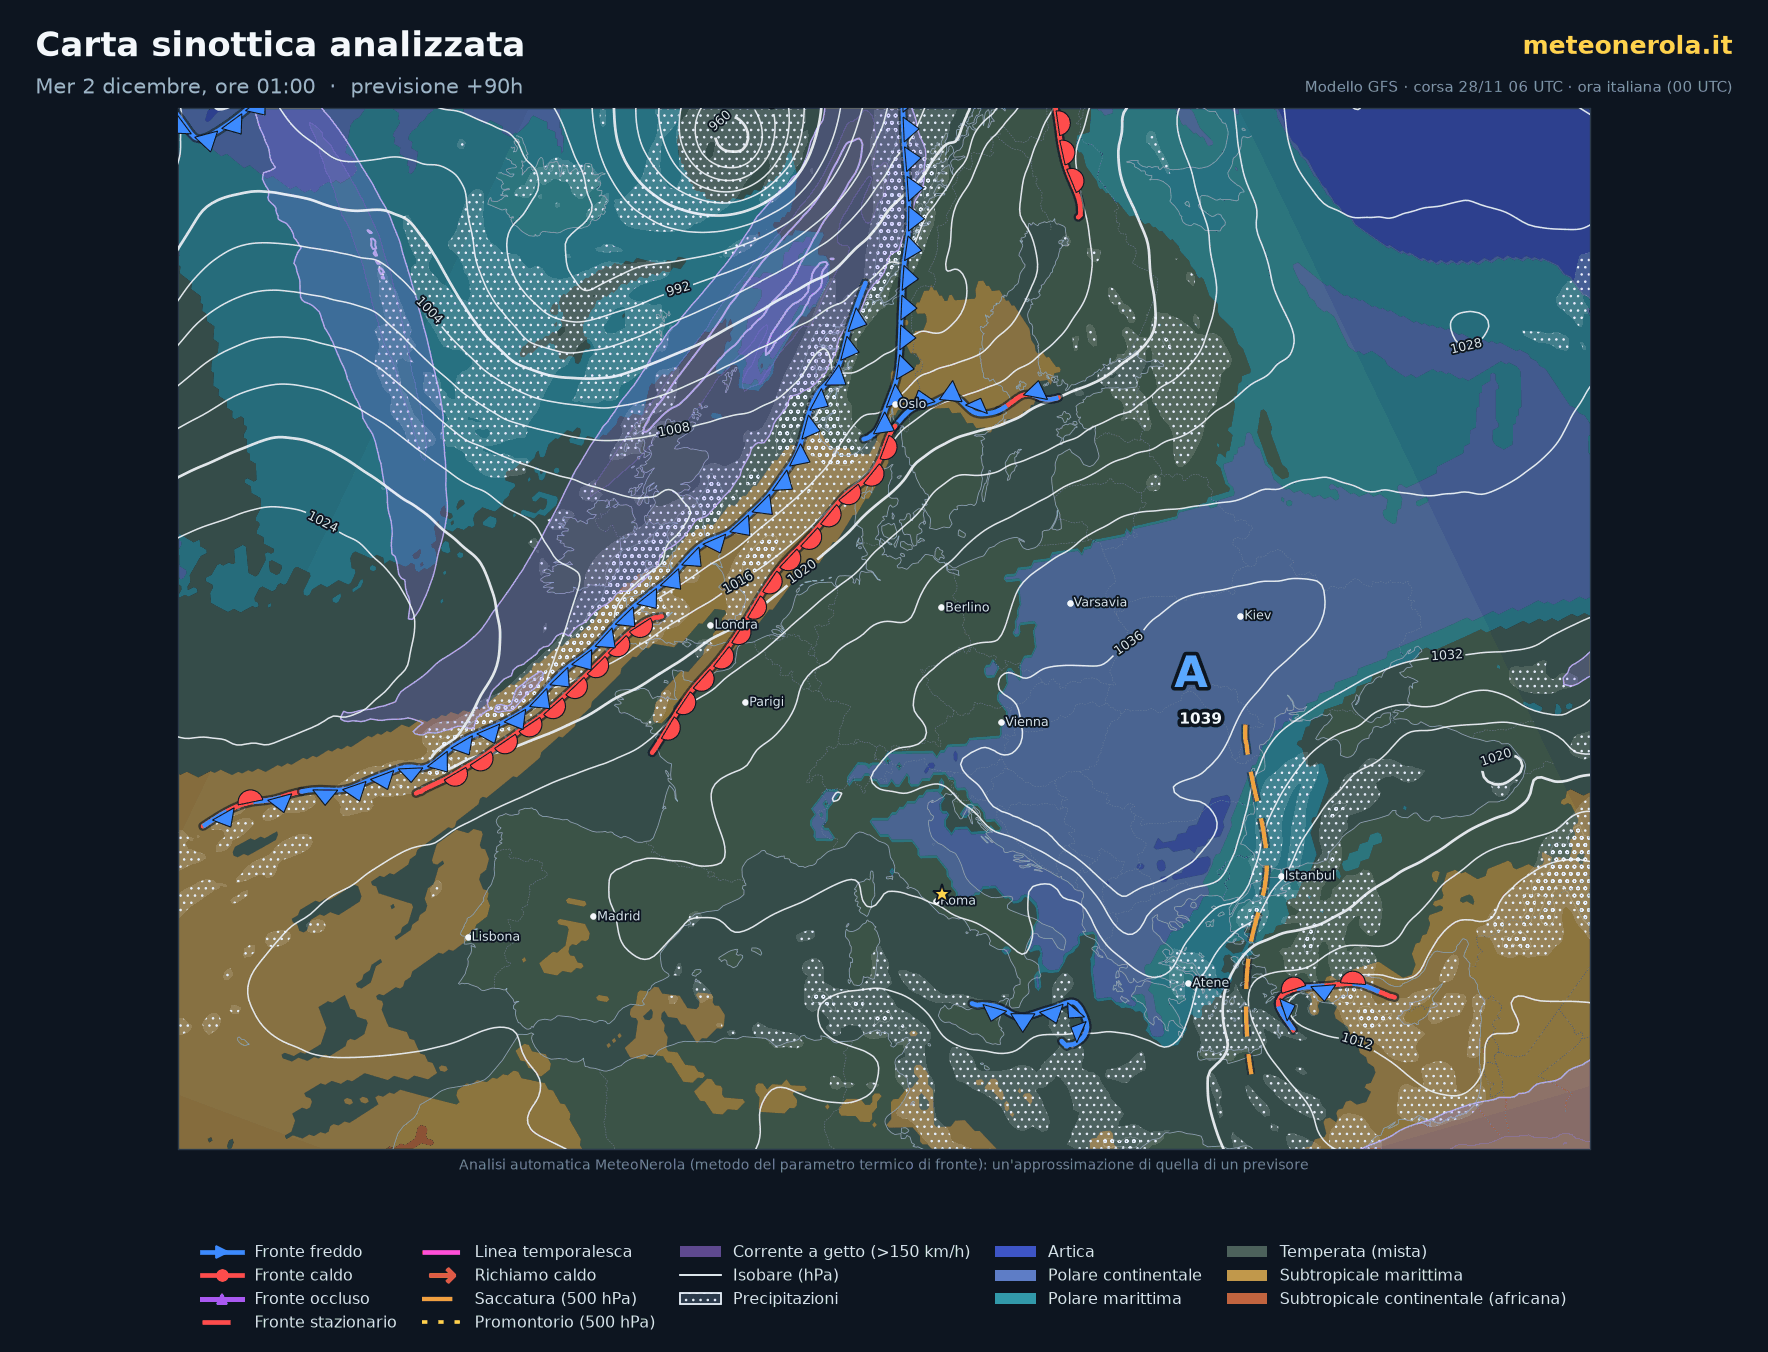 Carta sinottica analizzata
meteonerola.it
Mer 2 dicembre, ore 01:00 · previsione +90h
Modello GFS · corsa 28/11 06 UTC · ora italiana (00 UTC)
960
992
1004
1028
Oslo
1008
1024
1016
1020
Berlino
Varsavia
Kiev
Londra
1036
1032
A
1039
Parigi
Vienna
1020
Istanbul
Roma
Madrid
Lisbona
Atene
1012
Analisi automatica MeteoNerola (metodo del parametro termico di fronte): un'approssimazione di quella di un previsore
Fronte freddo
Fronte caldo
Fronte occluso
Fronte stazionario
Linea temporalesca
Richiamo caldo
Saccatura (500 hPa)
Promontorio (500 hPa)
Corrente a getto (>150 km/h)
Isobare (hPa)
Precipitazioni
Artica
Polare continentale
Polare marittima
Temperata (mista)
Subtropicale marittima
Subtropicale continentale (africana)